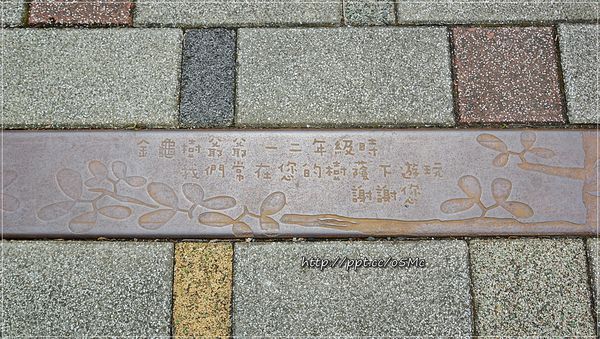 金龜樹爺爺 一二年級時
我們常在您的樹蔭下遊玩
謝謝您
http://ppt.cc/oSMc